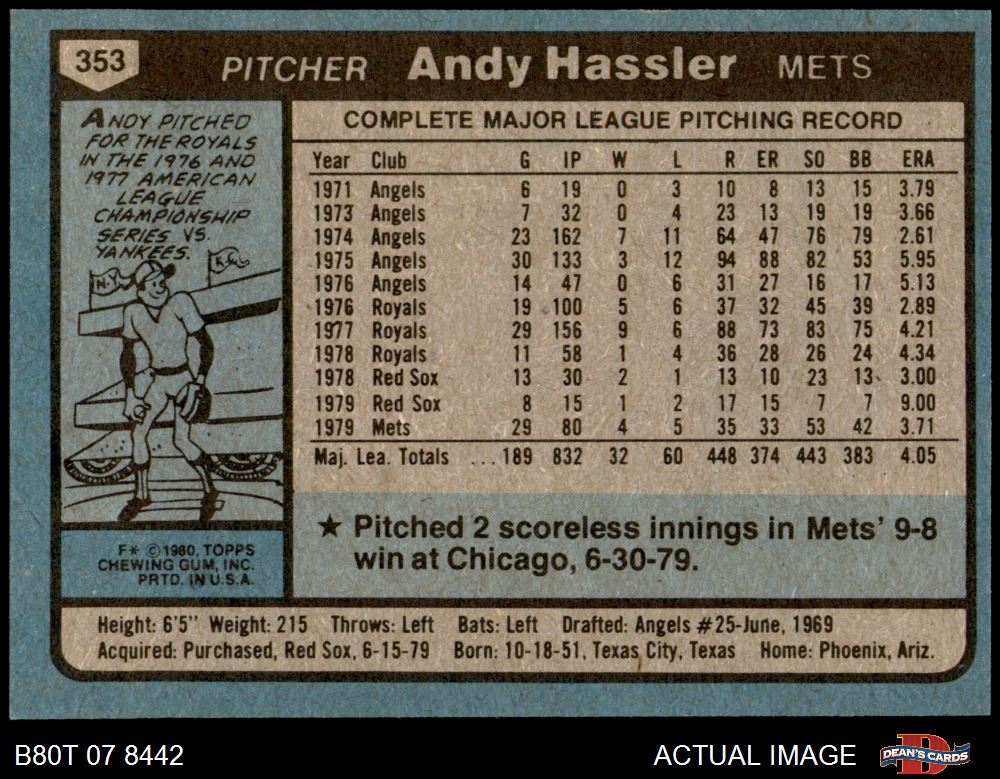 353 PITCHER Andy Hassler METS
ANDY PITCHED
FOR THE ROYALS
IN THE 1976 AND
1977 AMERICAN
LEAGUE
CHAMPIONSHIP
SERIES VS.
YANKEES.
N.Y. K.C.
F✶ © 1980, TOPPS
CHEWING GUM, INC.
PRTD. IN U.S.A.
COMPLETE MAJOR LEAGUE PITCHING RECORD
Year Club G IP W L R ER SO BB ERA
1971 Angels 6 19 0 3 10 8 13 15 3.79
1973 Angels 7 32 0 4 23 13 19 19 3.66
1974 Angels 23 162 7 11 64 47 76 79 2.61
1975 Angels 30 133 3 12 94 88 82 53 5.95
1976 Angels 14 47 0 6 31 27 16 17 5.13
1976 Royals 19 100 5 6 37 32 45 39 2.89
1977 Royals 29 156 9 6 88 73 83 75 4.21
1978 Royals 11 58 1 4 36 28 26 24 4.34
1978 Red Sox 13 30 2 1 13 10 23 13 3.00
1979 Red Sox 8 15 1 2 17 15 7 7 9.00
1979 Mets 29 80 4 5 35 33 53 42 3.71
Maj. Lea. Totals ...189 832 32 60 448 374 443 383 4.05
★ Pitched 2 scoreless innings in Mets' 9-8
win at Chicago, 6-30-79.
Height: 6'5" Weight: 215 Throws: Left Bats: Left Drafted: Angels #25-June, 1969
Acquired: Purchased, Red Sox, 6-15-79 Born: 10-18-51, Texas City, Texas Home: Phoenix, Ariz.
B80T 07 8442 ACTUAL IMAGE DEAN'S CARDS